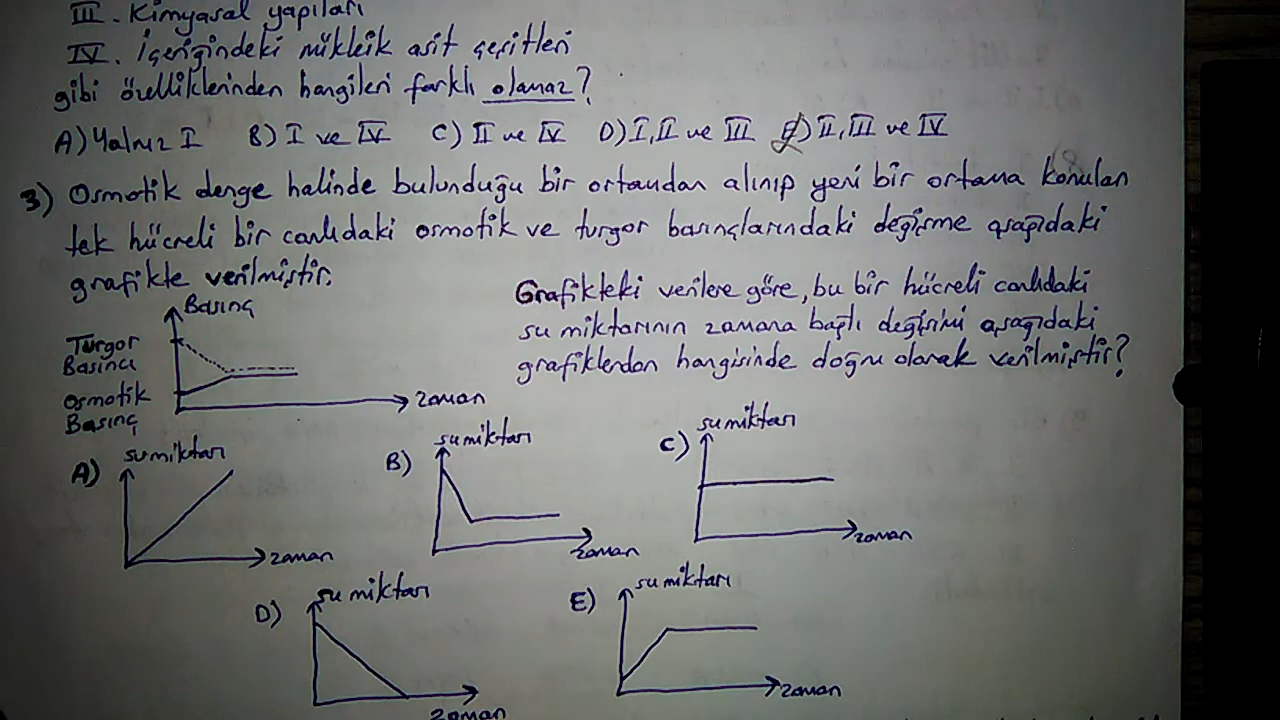 III. Kimyasal yapıları
IV. İçeriğindeki nükleik asit çeşitleri
gibi özelliklerinden hangileri farklı olamaz?
A) Yalnız I B) I ve IV C) II ve IV D) I, II ve III E) II, III ve IV
3) Osmotik denge halinde bulunduğu bir ortamdan alınıp yeni bir ortama konulan
tek hücreli bir canlıdaki osmotik ve turgor basınçlarındaki değişme aşağıdaki
grafikte verilmiştir.
Grafikteki verilere göre, bu bir hücreli canlıdaki
su miktarının zamana bağlı değişimi aşağıdaki
grafiklerden hangisinde doğru olarak verilmiştir?
Basınç
Turgor
Basıncı
Osmotik
Basınç
zaman
A) su miktarı
zaman
B) su miktarı
zaman
C) su miktarı
zaman
D) su miktarı
zaman
E) su miktarı
zaman